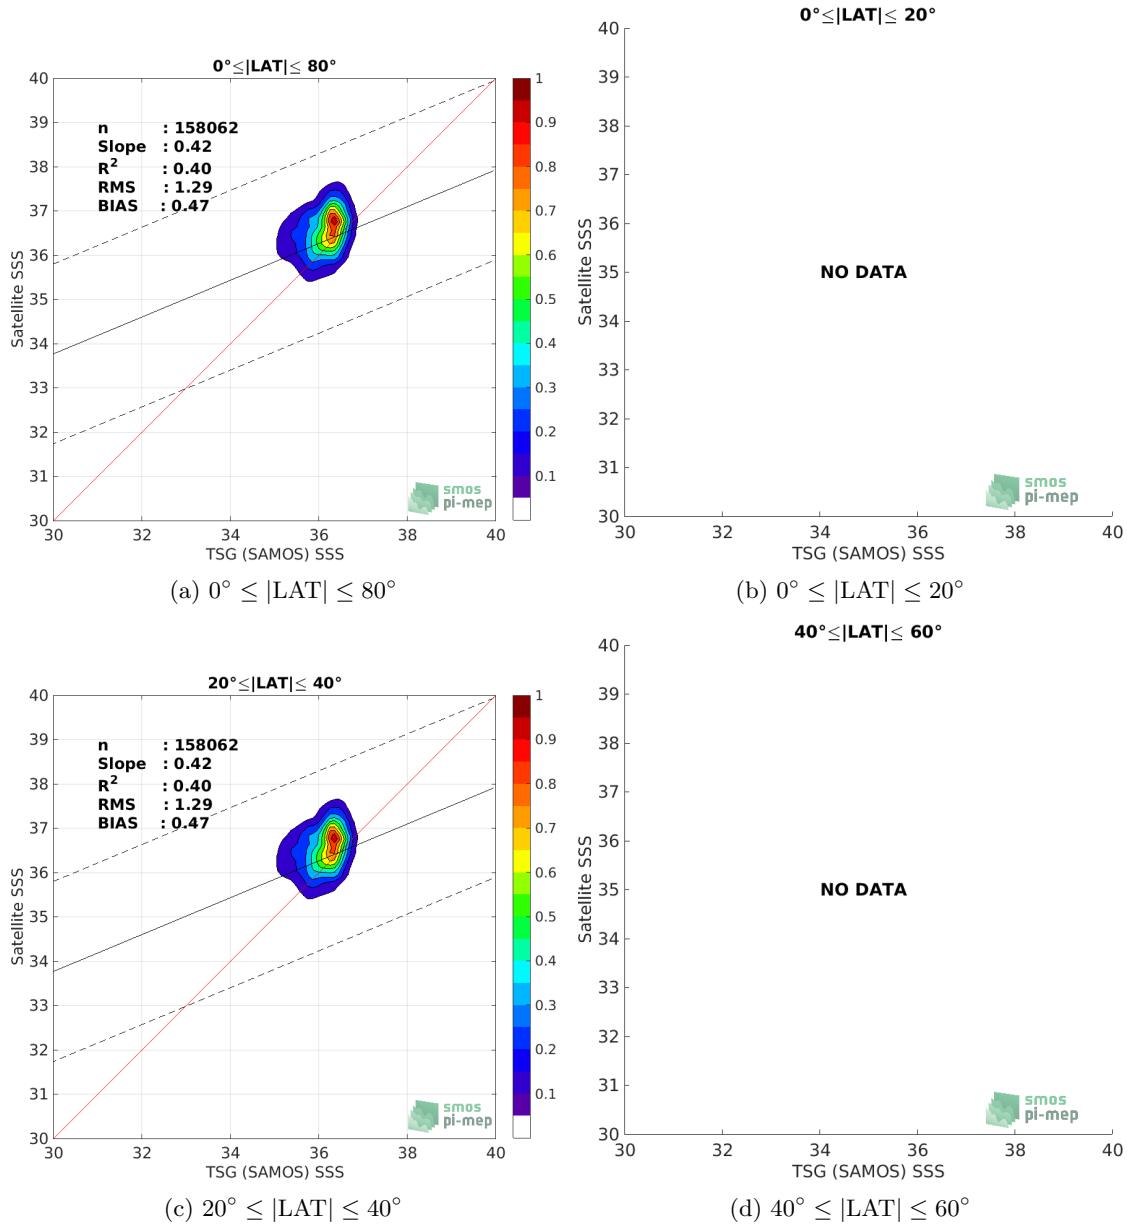 0°≤|LAT|≤ 80°
40
39
38
37
36
35
34
33
32
31
30
30
32
34
36
38
40
Satellite SSS
TSG (SAMOS) SSS
n : 158062
Slope : 0.42
R² : 0.40
RMS : 1.29
BIAS : 0.47
1
0.9
0.8
0.7
0.6
0.5
0.4
0.3
0.2
0.1
smos
pi-mep
(a) 0° ≤ |LAT| ≤ 80°
0°≤|LAT|≤ 20°
40
39
38
37
36
35
34
33
32
31
30
30
32
34
36
38
40
Satellite SSS
TSG (SAMOS) SSS
NO DATA
smos
pi-mep
(b) 0° ≤ |LAT| ≤ 20°
20°≤|LAT|≤ 40°
40
39
38
37
36
35
34
33
32
31
30
30
32
34
36
38
40
Satellite SSS
TSG (SAMOS) SSS
n : 158062
Slope : 0.42
R² : 0.40
RMS : 1.29
BIAS : 0.47
1
0.9
0.8
0.7
0.6
0.5
0.4
0.3
0.2
0.1
smos
pi-mep
(c) 20° ≤ |LAT| ≤ 40°
40°≤|LAT|≤ 60°
40
39
38
37
36
35
34
33
32
31
30
30
32
34
36
38
40
Satellite SSS
TSG (SAMOS) SSS
NO DATA
smos
pi-mep
(d) 40° ≤ |LAT| ≤ 60°